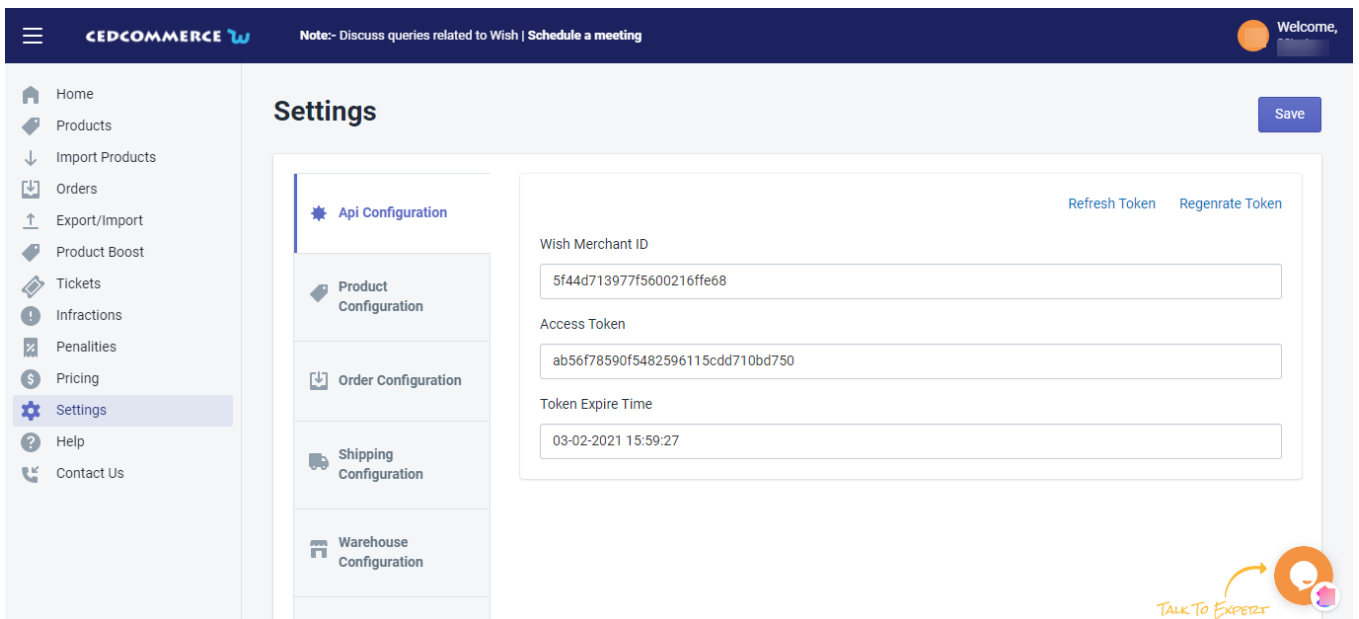 CEDCOMMERCE
Note:- Discuss queries related to Wish | Schedule a meeting
Welcome,
Home
Products
Import Products
Orders
Export/Import
Product Boost
Tickets
Infractions
Penalities
Pricing
Settings
Help
Contact Us
Settings
Save
Api Configuration
Product
Configuration
Order Configuration
Shipping
Configuration
Warehouse
Configuration
Refresh Token
Regenrate Token
Wish Merchant ID
5f44d713977f5600216ffe68
Access Token
ab56f78590f5482596115cdd710bd750
Token Expire Time
03-02-2021 15:59:27
Talk To Expert